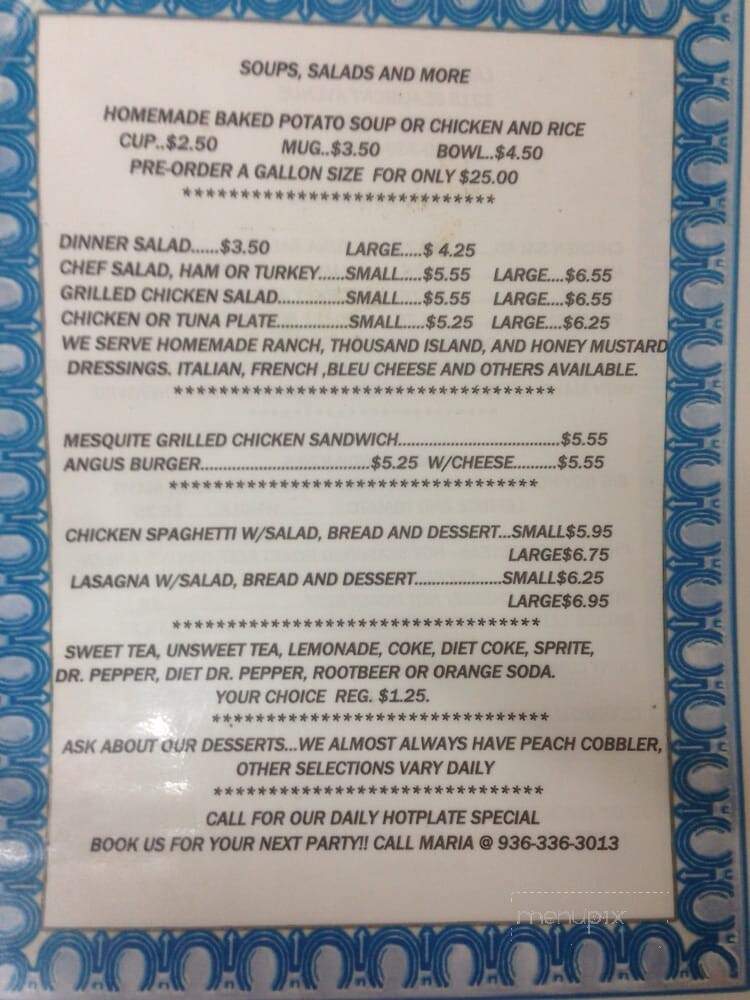 SOUPS, SALADS AND MORE
HOMEMADE BAKED POTATO SOUP OR CHICKEN AND RICE
CUP..$2.50 MUG..$3.50 BOWL..$4.50
PRE-ORDER A GALLON SIZE FOR ONLY $25.00
*****************************
DINNER SALAD......$3.50 LARGE.....$ 4.25
CHEF SALAD, HAM OR TURKEY......SMALL....$5.55 LARGE....$6.55
GRILLED CHICKEN SALAD................SMALL....$5.55 LARGE....$6.55
CHICKEN OR TUNA PLATE.................SMALL.....$5.25 LARGE....$6.25
WE SERVE HOMEMADE RANCH, THOUSAND ISLAND, AND HONEY MUSTARD
DRESSINGS. ITALIAN, FRENCH ,BLEU CHEESE AND OTHERS AVAILABLE.
***********************************
MESQUITE GRILLED CHICKEN SANDWICH......................................$5.55
ANGUS BURGER.......................................$5.25 W/CHEESE..........$5.55
**********************************
CHICKEN SPAGHETTI W/SALAD, BREAD AND DESSERT...SMALL$5.95
LARGE$6.75
LASAGNA W/SALAD, BREAD AND DESSERT.....................SMALL$6.25
LARGE$6.95
**********************************
SWEET TEA, UNSWEET TEA, LEMONADE, COKE, DIET COKE, SPRITE,
DR. PEPPER, DIET DR. PEPPER, ROOTBEER OR ORANGE SODA.
YOUR CHOICE REG. $1.25.
*******************************
ASK ABOUT OUR DESSERTS...WE ALMOST ALWAYS HAVE PEACH COBBLER,
OTHER SELECTIONS VARY DAILY
******************************
CALL FOR OUR DAILY HOTPLATE SPECIAL
BOOK US FOR YOUR NEXT PARTY!! CALL MARIA @ 936-336-3013
menupix